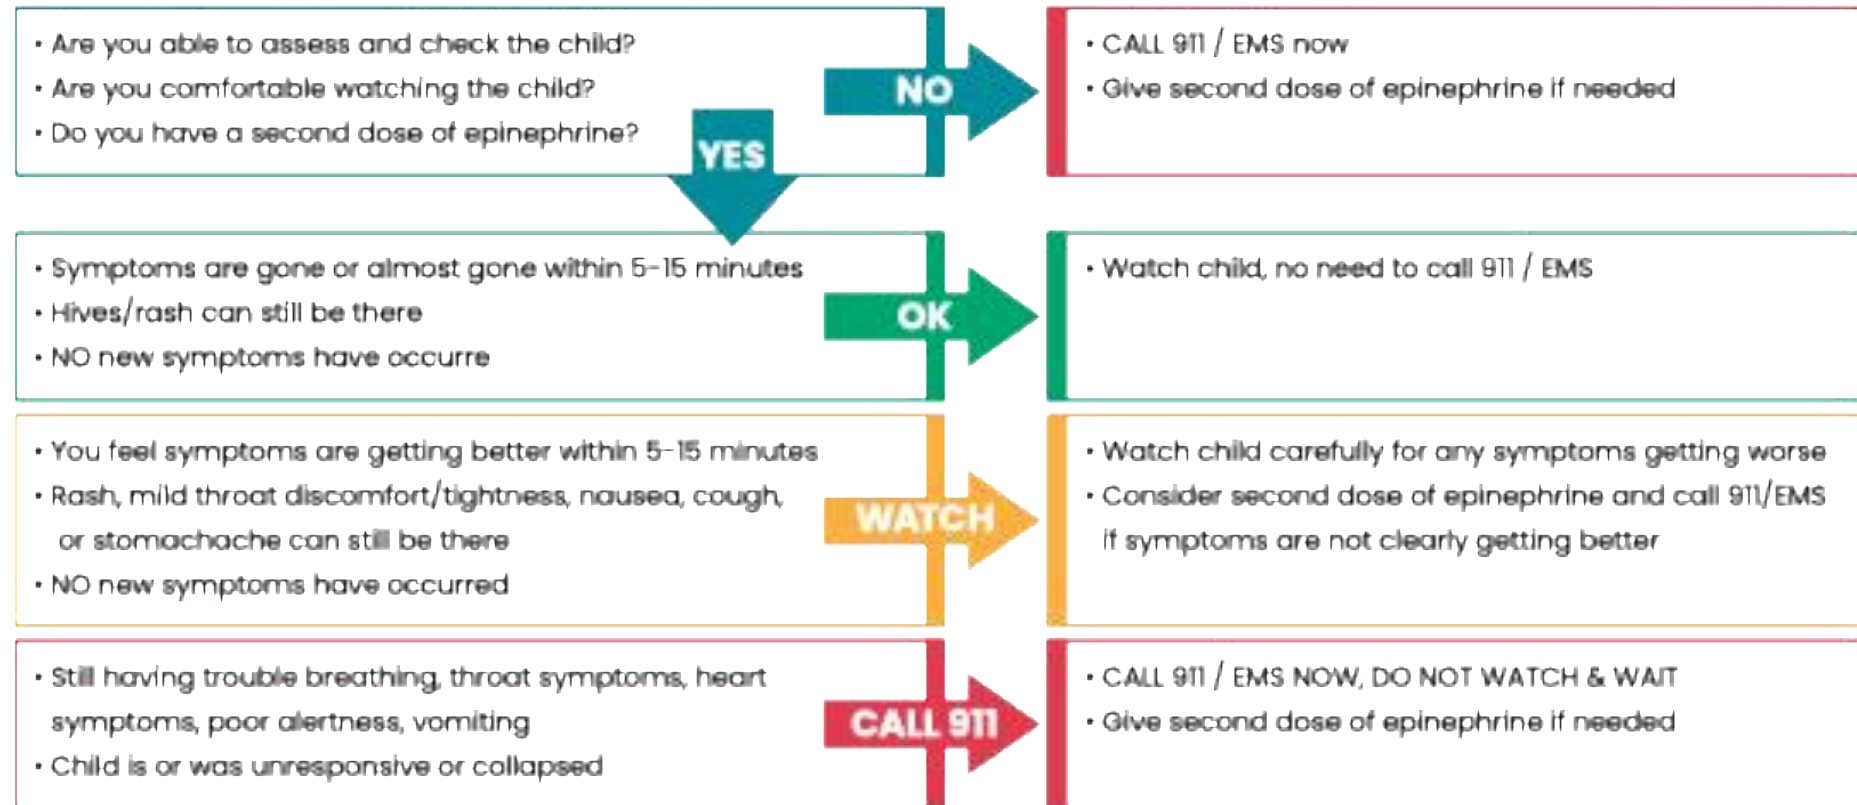 • Are you able to assess and check the child?
• Are you comfortable watching the child?
• Do you have a second dose of epinephrine?
NO
• CALL 911 / EMS now
• Give second dose of epinephrine if needed
YES
• Symptoms are gone or almost gone within 5-15 minutes
• Hives/rash can still be there
• NO new symptoms have occurre
OK
• Watch child, no need to call 911 / EMS
• You feel symptoms are getting better within 5-15 minutes
• Rash, mild throat discomfort/tightness, nausea, cough,
or stomachache can still be there
• NO new symptoms have occurred
WATCH
• Watch child carefully for any symptoms getting worse
• Consider second dose of epinephrine and call 911/EMS
if symptoms are not clearly getting better
• Still having trouble breathing, throat symptoms, heart
symptoms, poor alertness, vomiting
• Child is or was unresponsive or collapsed
CALL 911
• CALL 911 / EMS NOW, DO NOT WATCH & WAIT
• Give second dose of epinephrine if needed